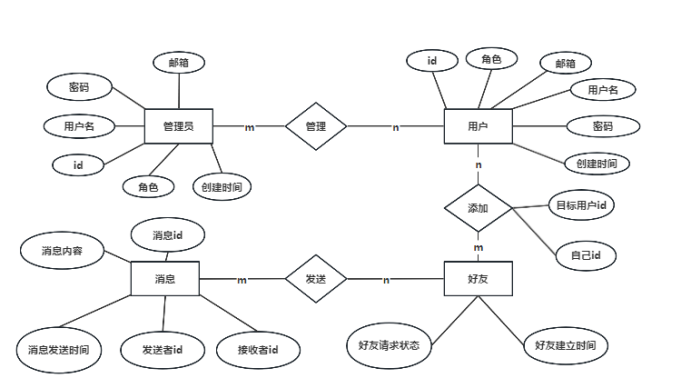 id
角色
邮箱
邮箱
密码
用户名
管理员
m
管理
n
用户
用户名
密码
id
创建时间
角色
创建时间
n
添加
目标用户id
自己id
m
消息id
消息内容
消息
m
发送
n
好友
消息发送时间
发送者id
接收者id
好友请求状态
好友建立时间